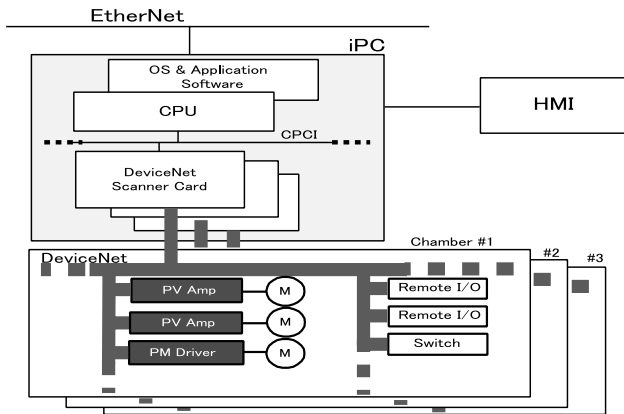 EtherNet
iPC
OS & Application
Software
CPU
HMI
CPCI
DeviceNet
Scanner Card
Chamber #1
DeviceNet
#2
#3
PV Amp
M
Remote I/O
PV Amp
M
Remote I/O
PM Driver
M
Switch